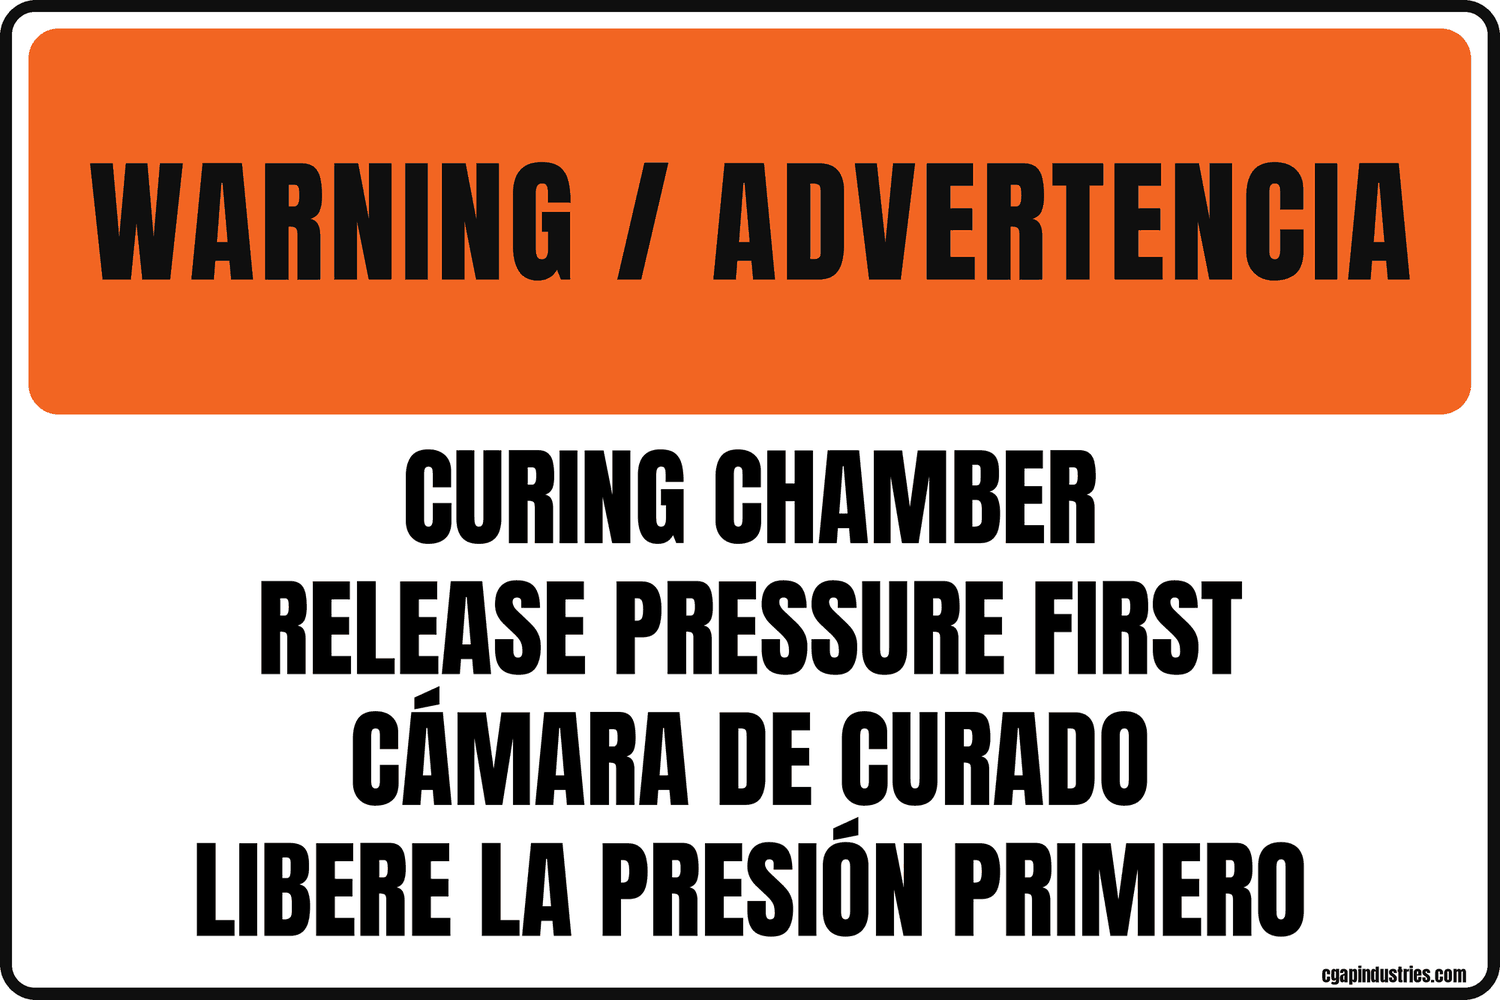 WARNING / ADVERTENCIA
CURING CHAMBER
RELEASE PRESSURE FIRST
CÁMARA DE CURADO
LIBERE LA PRESIÓN PRIMERO
cgapindustries.com